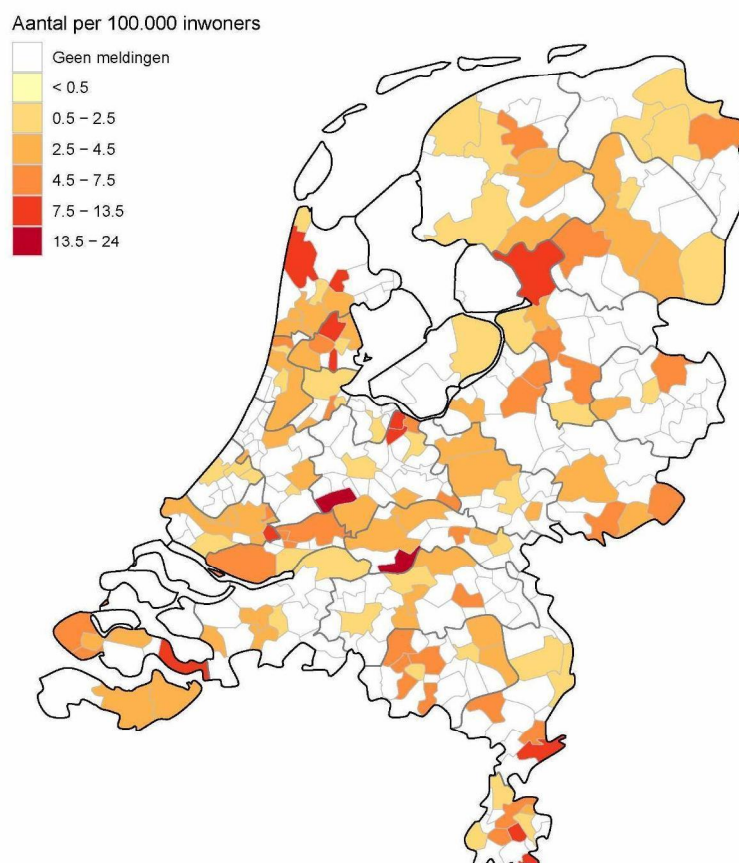 Aantal per 100.000 inwoners
Geen meldingen
< 0.5
0.5 – 2.5
2.5 – 4.5
4.5 – 7.5
7.5 – 13.5
13.5 – 24